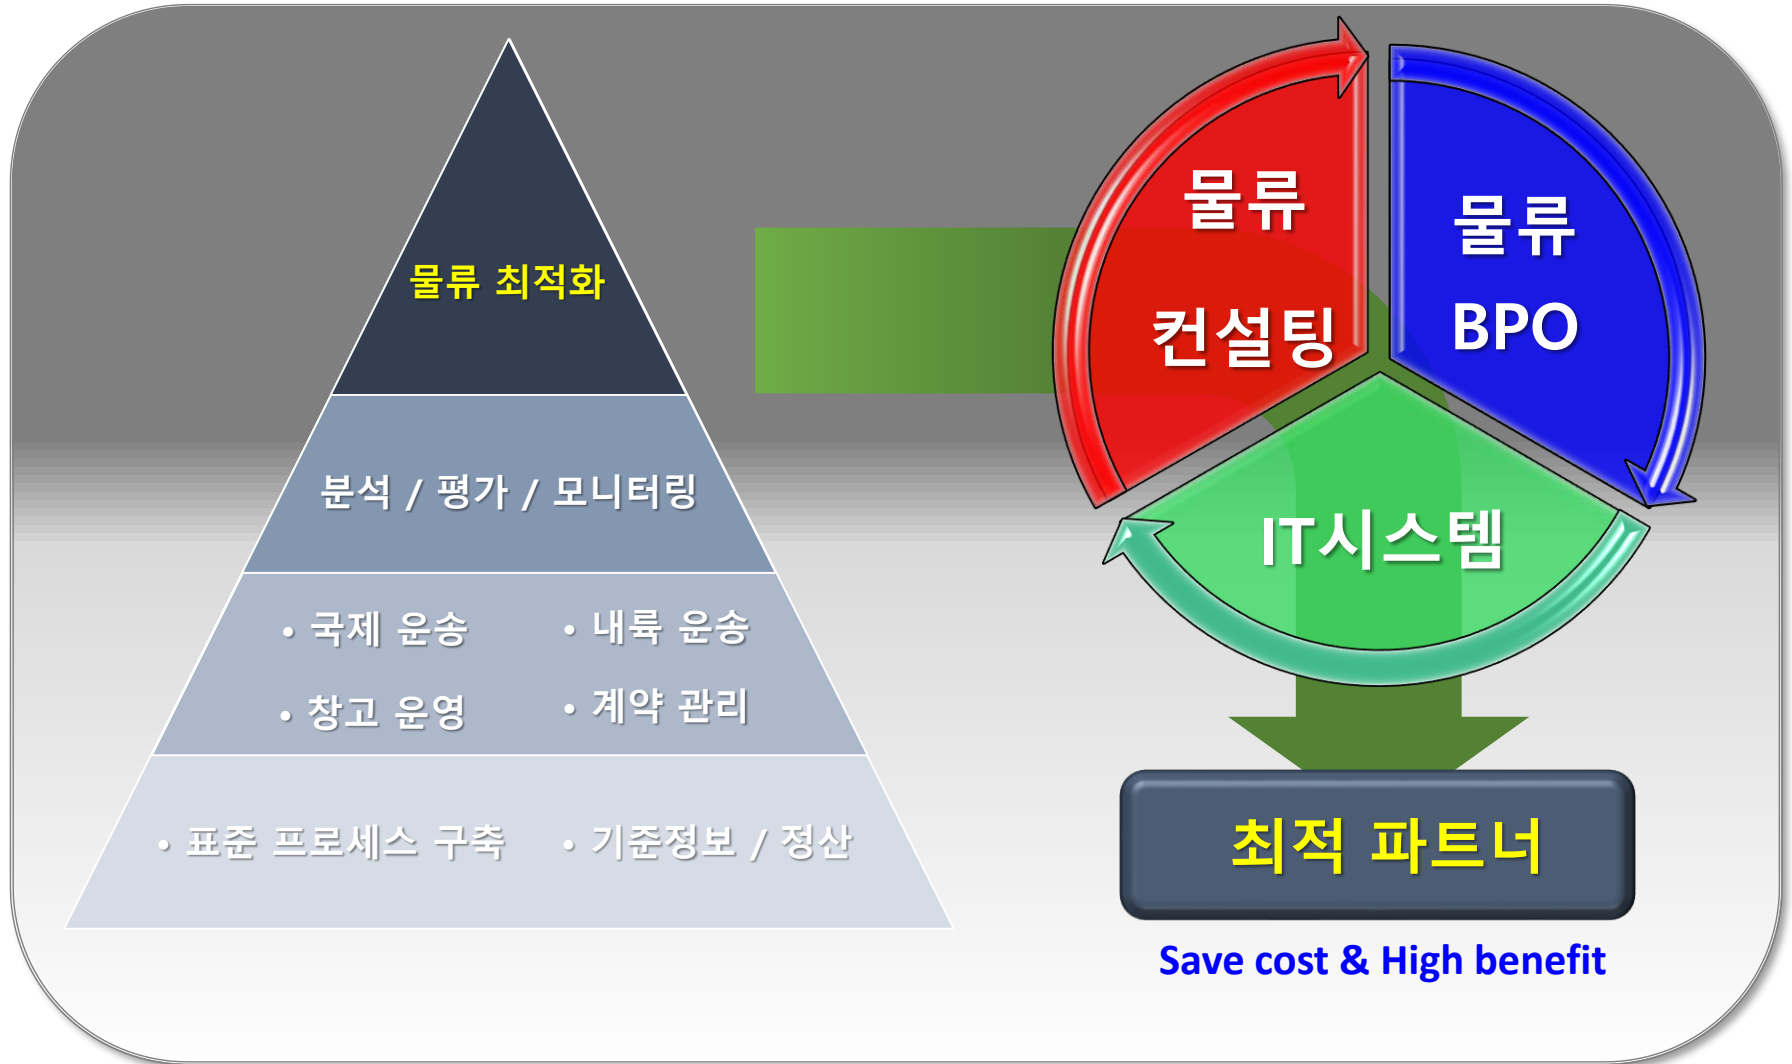 물류 최적화
분석 / 평가 / 모니터링
• 국제 운송
• 내륙 운송
• 창고 운영
• 계약 관리
• 표준 프로세스 구축
• 기준정보 / 정산
물류
컨설팅
물류
BPO
IT시스템
최적 파트너
Save cost & High benefit